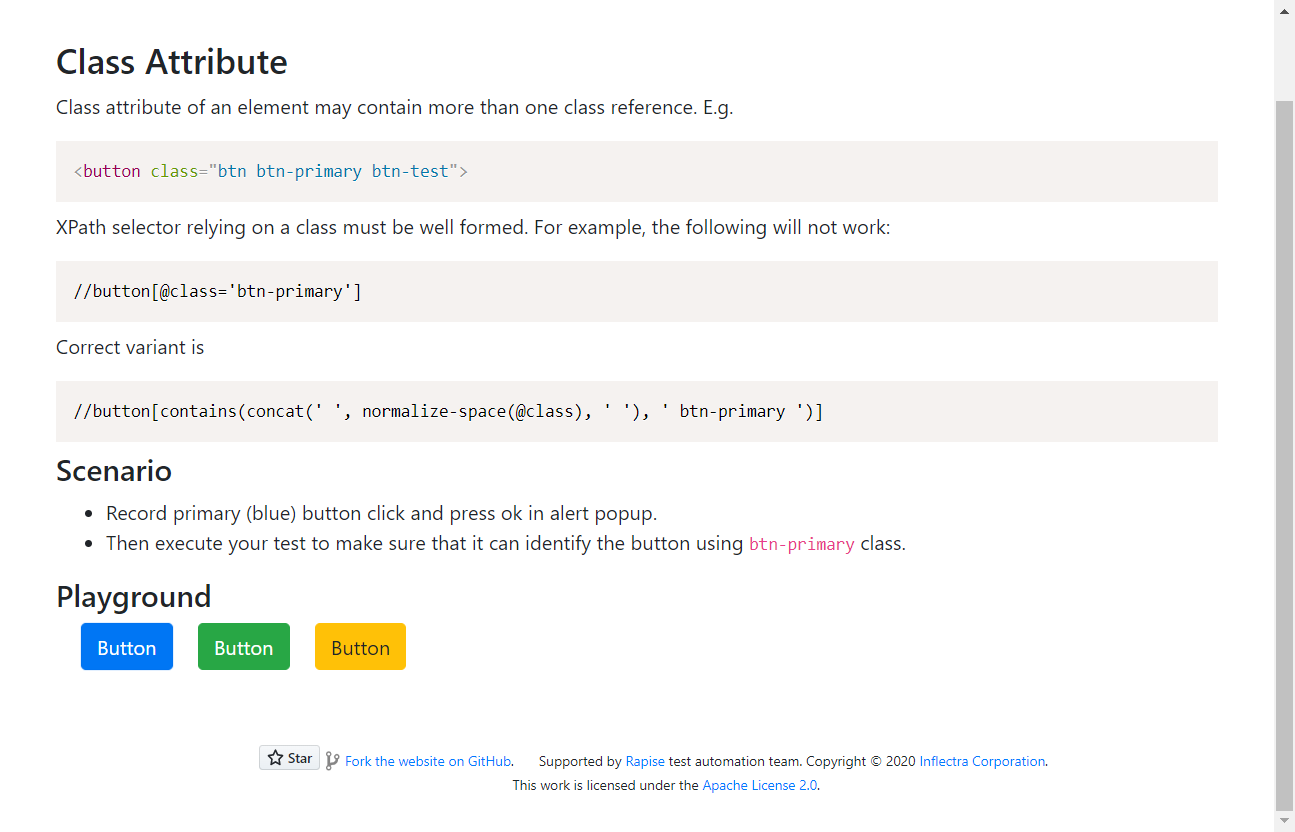 Class Attribute
Class attribute of an element may contain more than one class reference. E.g.
<button class="btn btn-primary btn-test">
XPath selector relying on a class must be well formed. For example, the following will not work:
//button[@class='btn-primary']
Correct variant is
//button[contains(concat(' ', normalize-space(@class), ' '), ' btn-primary ')]
Scenario
• Record primary (blue) button click and press ok in alert popup.
• Then execute your test to make sure that it can identify the button using btn-primary class.
Playground
Button Button Button
Star Fork the website on GitHub. Supported by Rapise test automation team. Copyright © 2020 Inflectra Corporation.
This work is licensed under the Apache License 2.0.